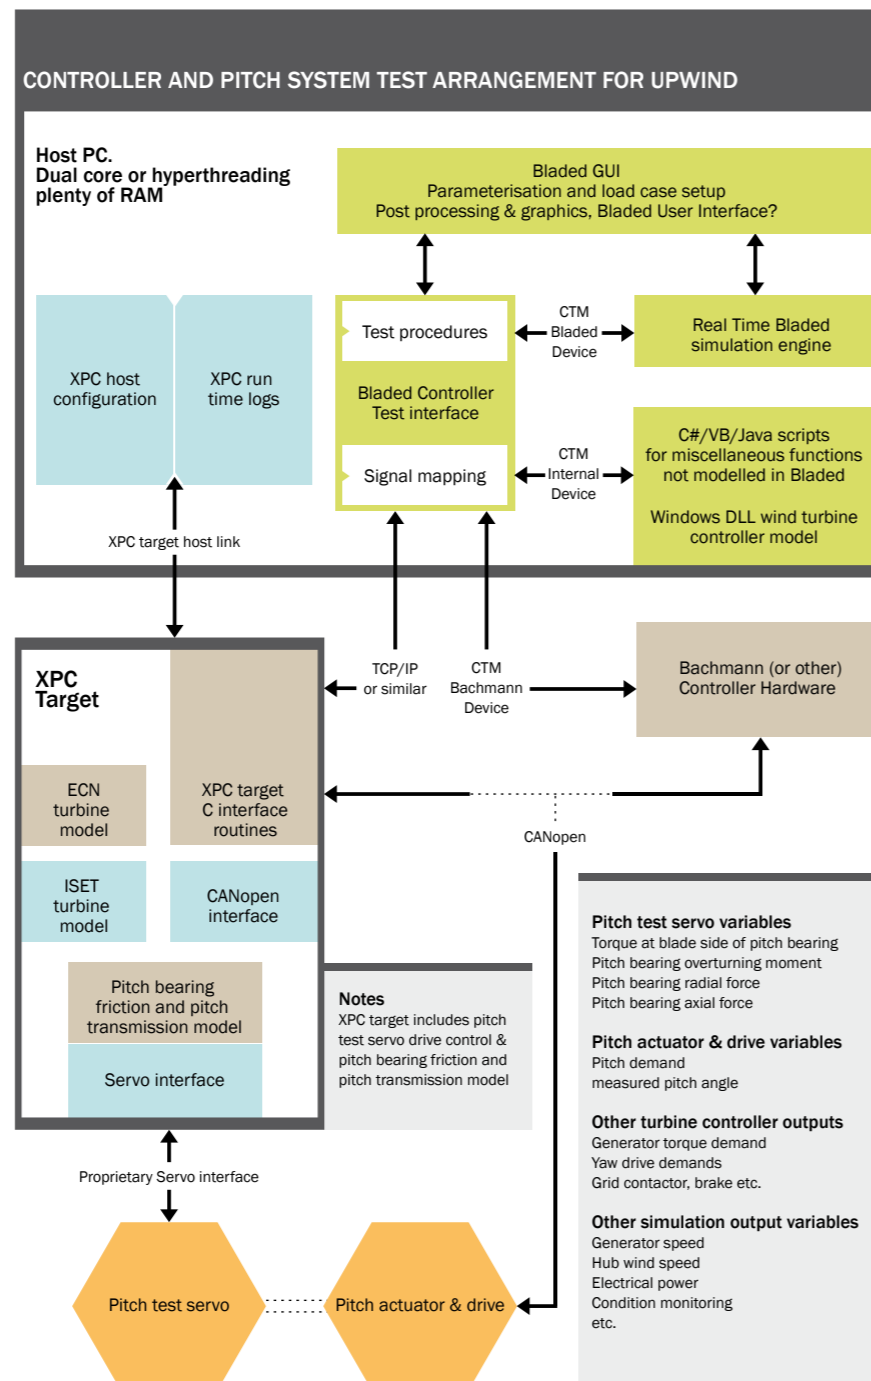 CONTROLLER AND PITCH SYSTEM TEST ARRANGEMENT FOR UPWIND
Host PC.
Dual core or hyperthreading
plenty of RAM
Bladed GUI
Parameterisation and load case setup
Post processing & graphics, Bladed User Interface?
XPC host
configuration
XPC run
time logs
Test procedures
Bladed Controller
Test interface
Signal mapping
CTM
Bladed
Device
Real Time Bladed
simulation engine
CTM
Internal
Device
C#/VB/Java scripts
for miscellaneous functions
not modelled in Bladed
Windows DLL wind turbine
controller model
XPC target host link
XPC
Target
TCP/IP
or similar
CTM
Bachmann
Device
Bachmann (or other)
Controller Hardware
ECN
turbine
model
XPC target
C interface
routines
CANopen
ISET
turbine
model
CANopen
interface
Pitch bearing
friction and pitch
transmission model
Servo interface
Notes
XPC target includes pitch
test servo drive control &
pitch bearing friction and
pitch transmission model
Pitch test servo variables
Torque at blade side of pitch bearing
Pitch bearing overturning moment
Pitch bearing radial force
Pitch bearing axial force
Pitch actuator & drive variables
Pitch demand
measured pitch angle
Other turbine controller outputs
Generator torque demand
Yaw drive demands
Grid contactor, brake etc.
Other simulation output variables
Generator speed
Hub wind speed
Electrical power
Condition monitoring
etc.
Proprietary Servo interface
Pitch test servo
Pitch actuator & drive